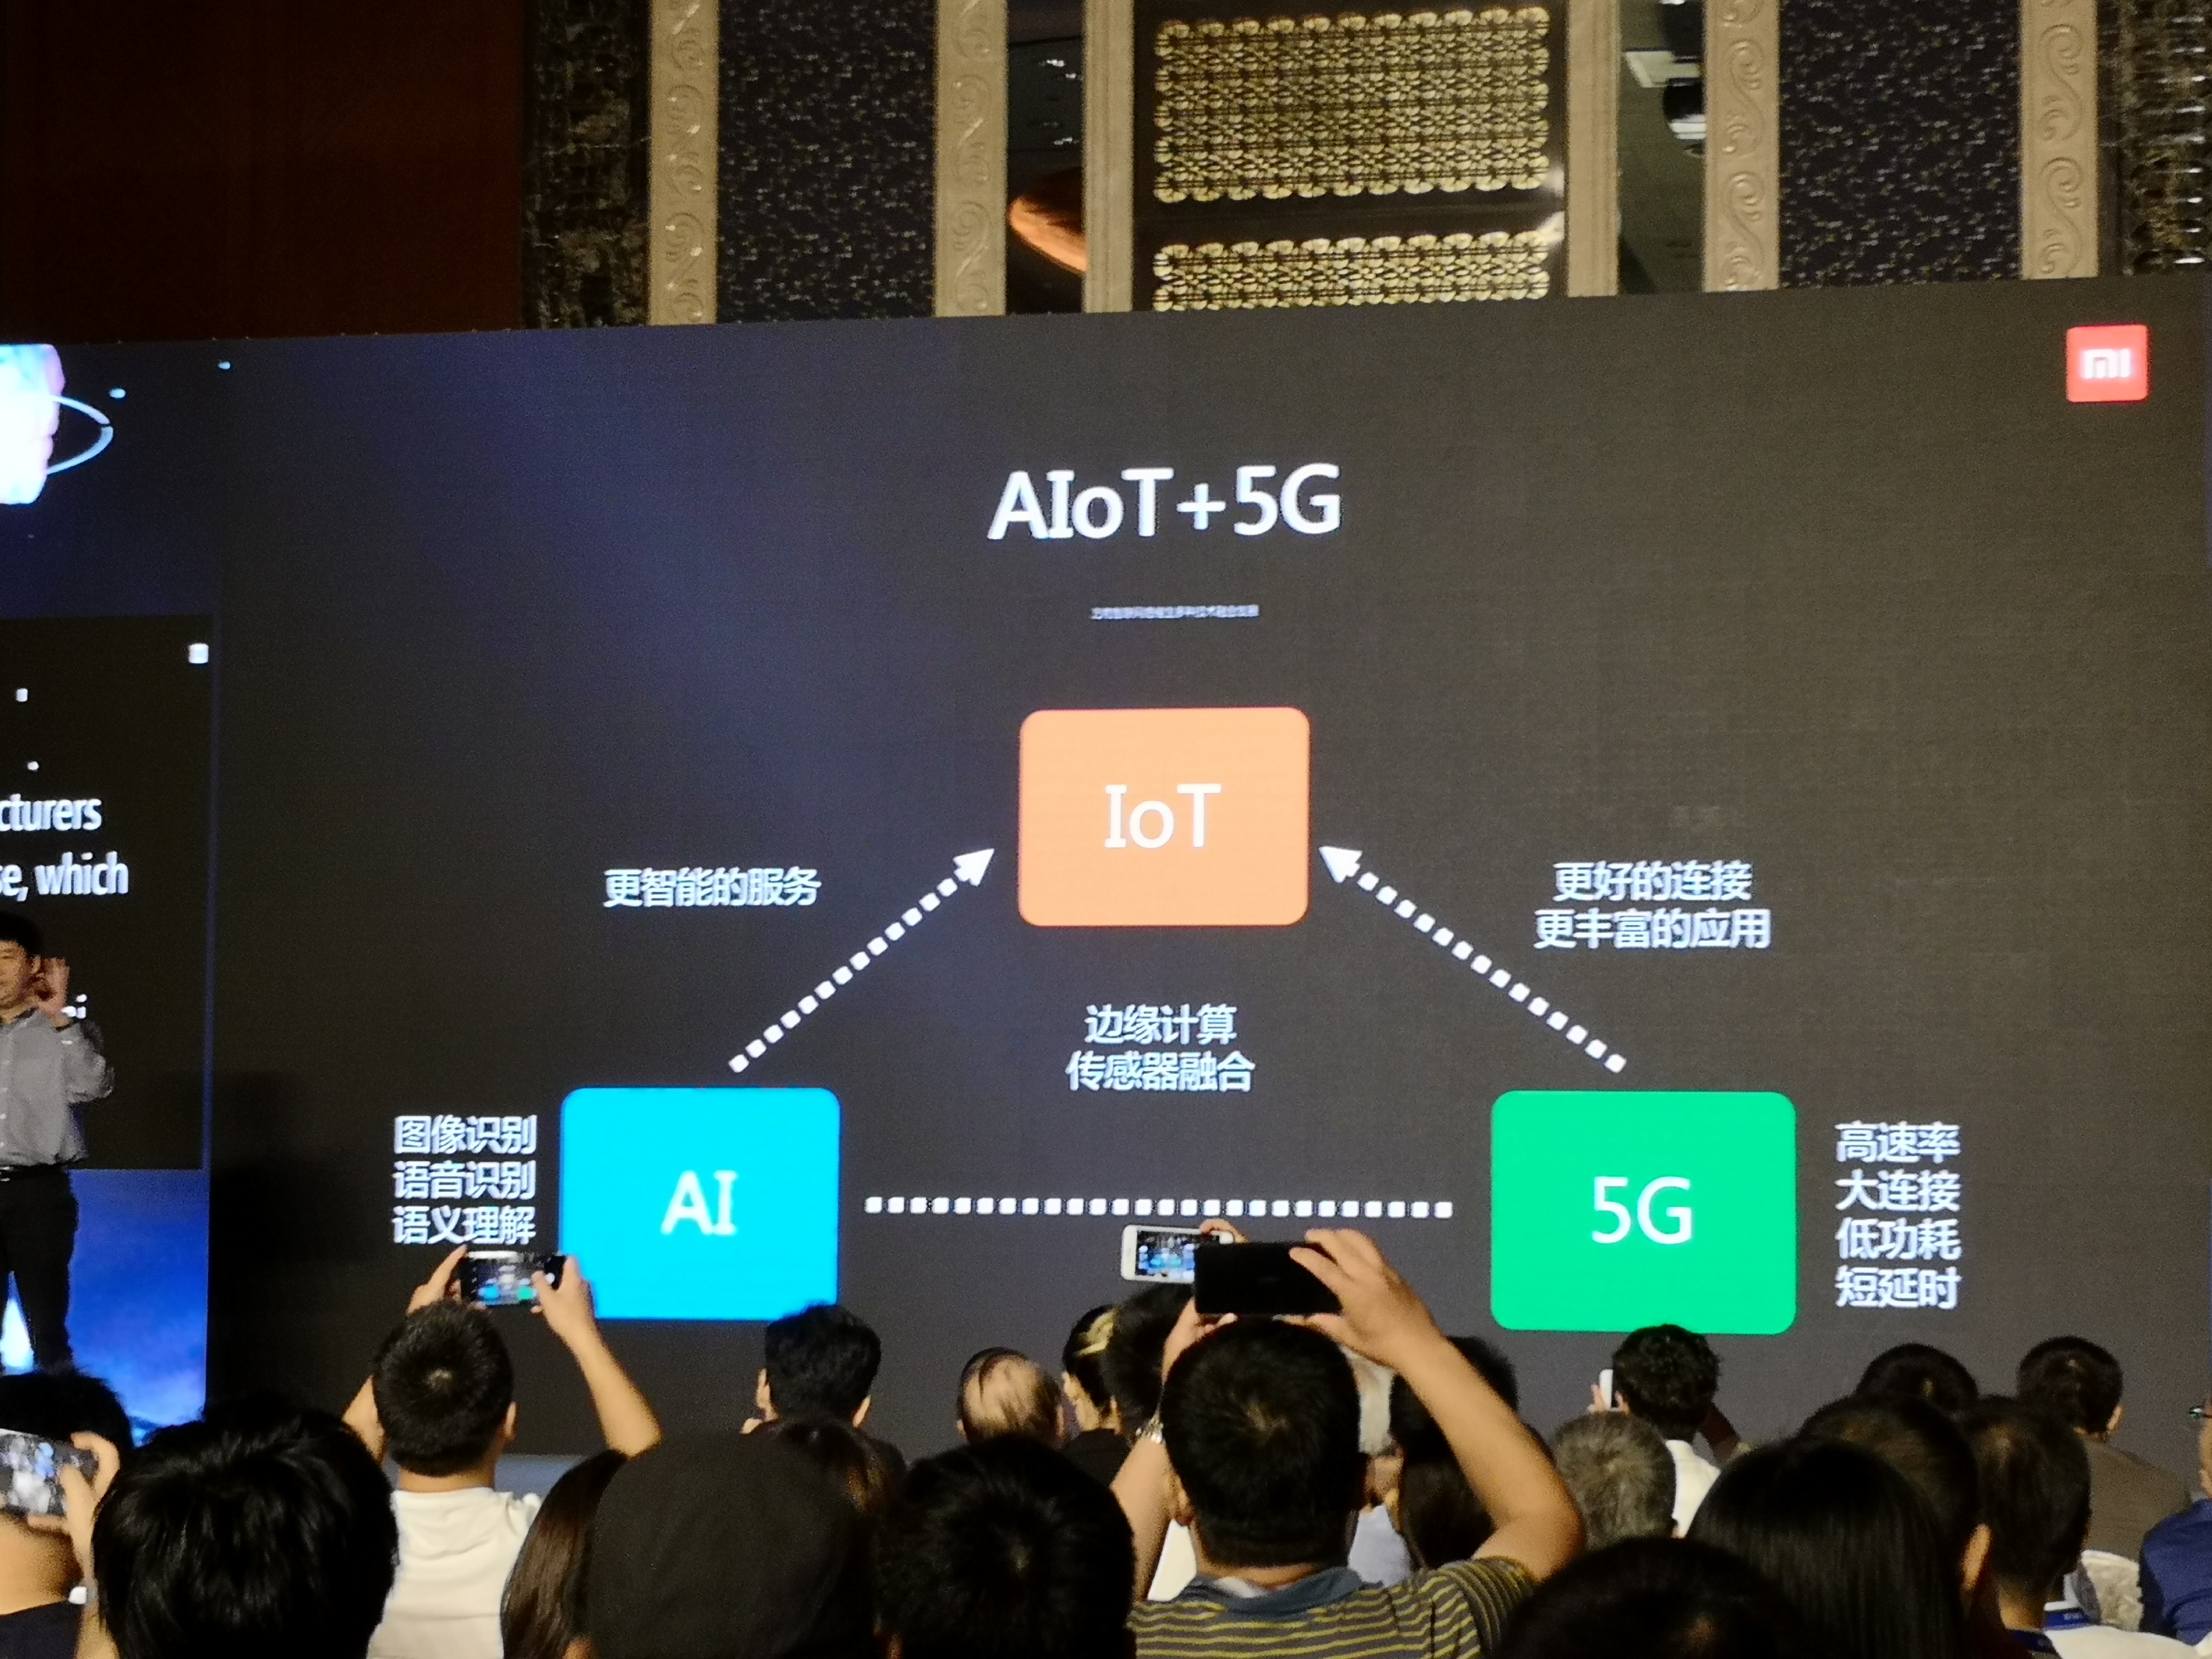 mi
AIoT+5G
IoT
更智能的服务
更好的连接
更丰富的应用
边缘计算
传感器融合
图像识别
语音识别
语义理解
AI
5G
高速率
大连接
低功耗
短延时
cturers
e, which